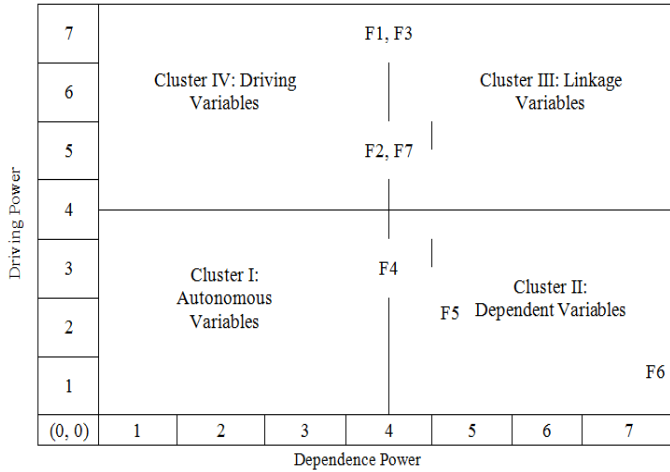 7
F1, F3
Cluster IV: Driving
Variables
Cluster III: Linkage
Variables
6
5
F2, F7
4
Driving Power
3
F4
Cluster I:
Autonomous
Variables
Cluster II:
Dependent Variables
2
F5
1
F6
(0, 0)
1
2
3
4
5
6
7
Dependence Power